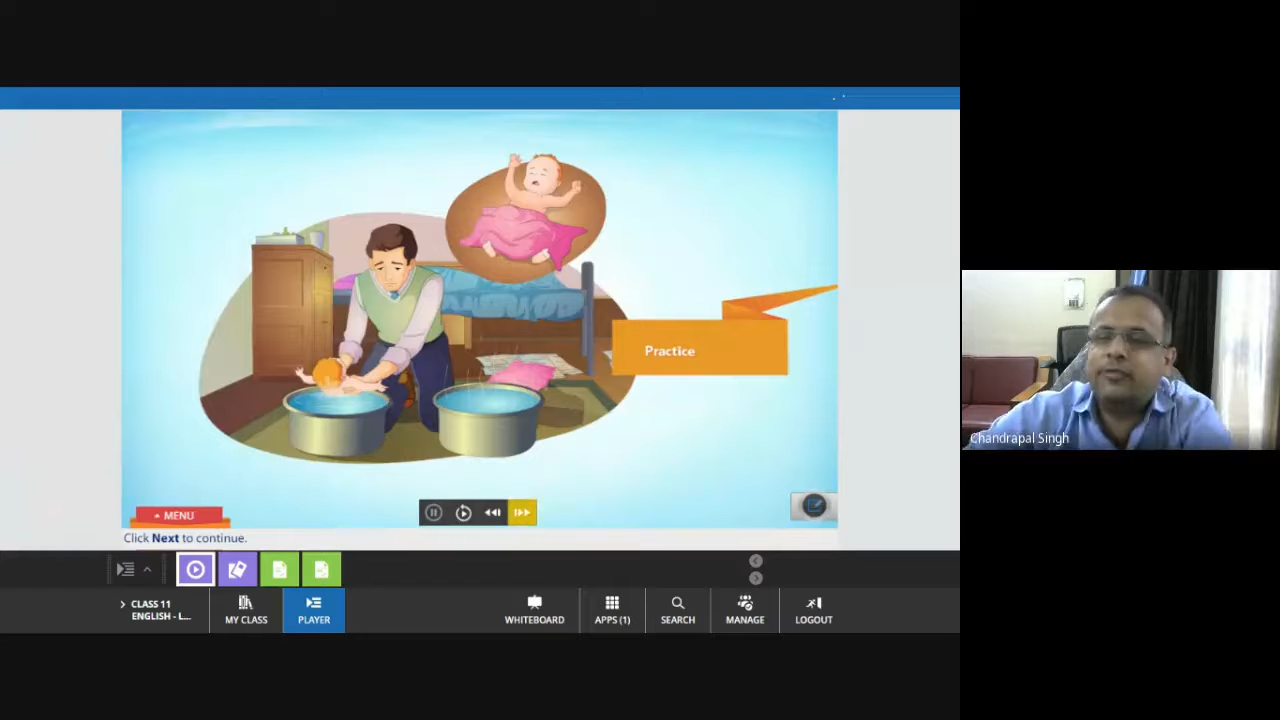 Practice
Chandrapal Singh
MENU
Click Next to continue.
CLASS 11
ENGLISH - L...
MY CLASS
PLAYER
WHITEBOARD
APPS (1)
SEARCH
MANAGE
LOGOUT